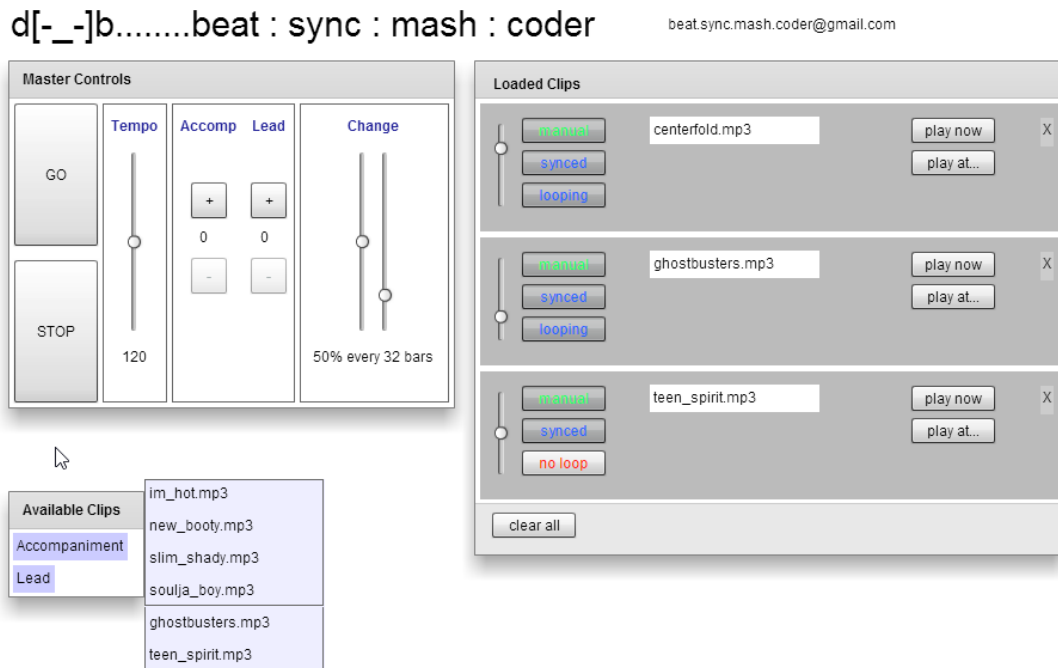 d[-_-]b........beat : sync : mash : coder
beat.sync.mash.coder@gmail.com
Master Controls
GO
STOP
Tempo
120
Accomp Lead
+ +
0 0
- -
Change
50% every 32 bars
Loaded Clips
manual
synced
looping
centerfold.mp3
play now
play at...
X
manual
synced
looping
ghostbusters.mp3
play now
play at...
X
manual
synced
no loop
teen_spirit.mp3
play now
play at...
X
clear all
Available Clips
Accompaniment
Lead
im_hot.mp3
new_booty.mp3
slim_shady.mp3
soulja_boy.mp3
ghostbusters.mp3
teen_spirit.mp3